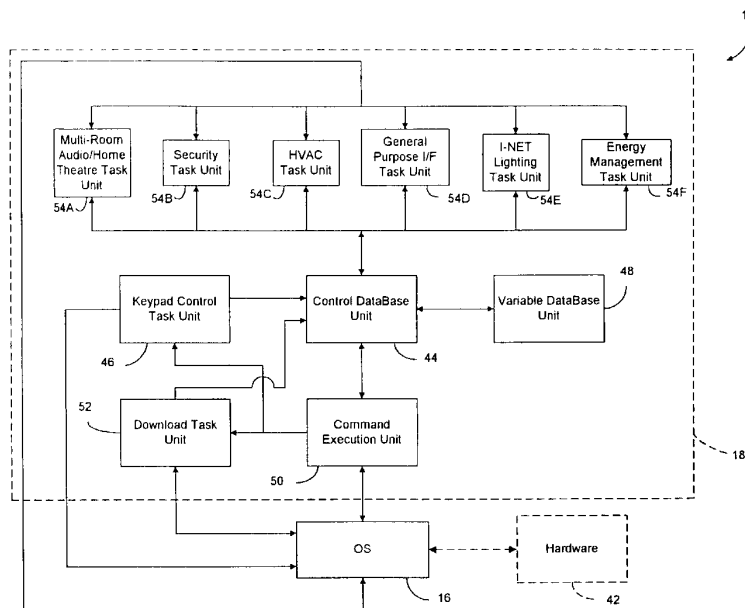 Multi-Room
Audio/Home
Theatre Task
Unit
54A
Security
Task Unit
54B
HVAC
Task Unit
54C
General
Purpose I/F
Task Unit
54D
I-NET
Lighting
Task Unit
54E
Energy
Management
Task Unit
54F
Keypad Control
Task Unit
46
Control DataBase
Unit
44
Variable DataBase
Unit
48
52
Download Task
Unit
Command
Execution Unit
50
18
OS
16
Hardware
42